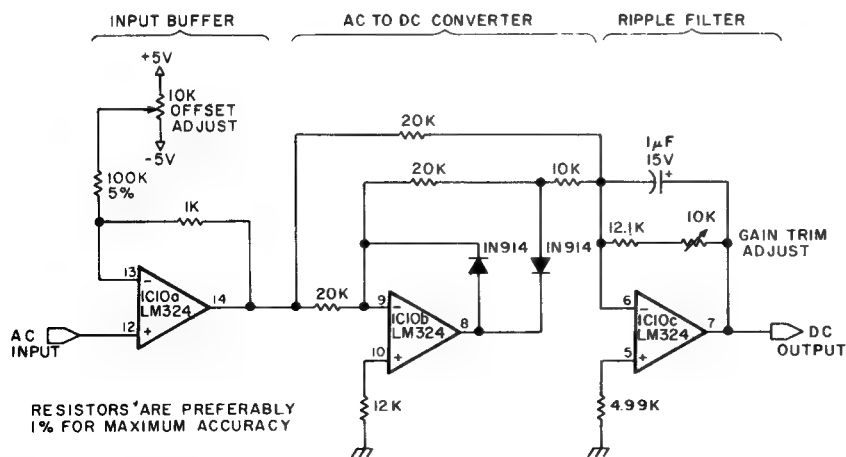 INPUT BUFFER
AC TO DC CONVERTER
RIPPLE FILTER
+5V
10K
OFFSET
ADJUST
-5V
100K
5%
1K
13
IC10a
LM324
14
12
AC
INPUT
20K
20K
10K
1N914
1N914
20K
9
IC10b
LM324
8
10
12K
1µF
15V
+
12.1K
10K
GAIN TRIM
ADJUST
6
IC10c
LM324
7
5
DC
OUTPUT
4.99K
RESISTORS ARE PREFERABLY
1% FOR MAXIMUM ACCURACY